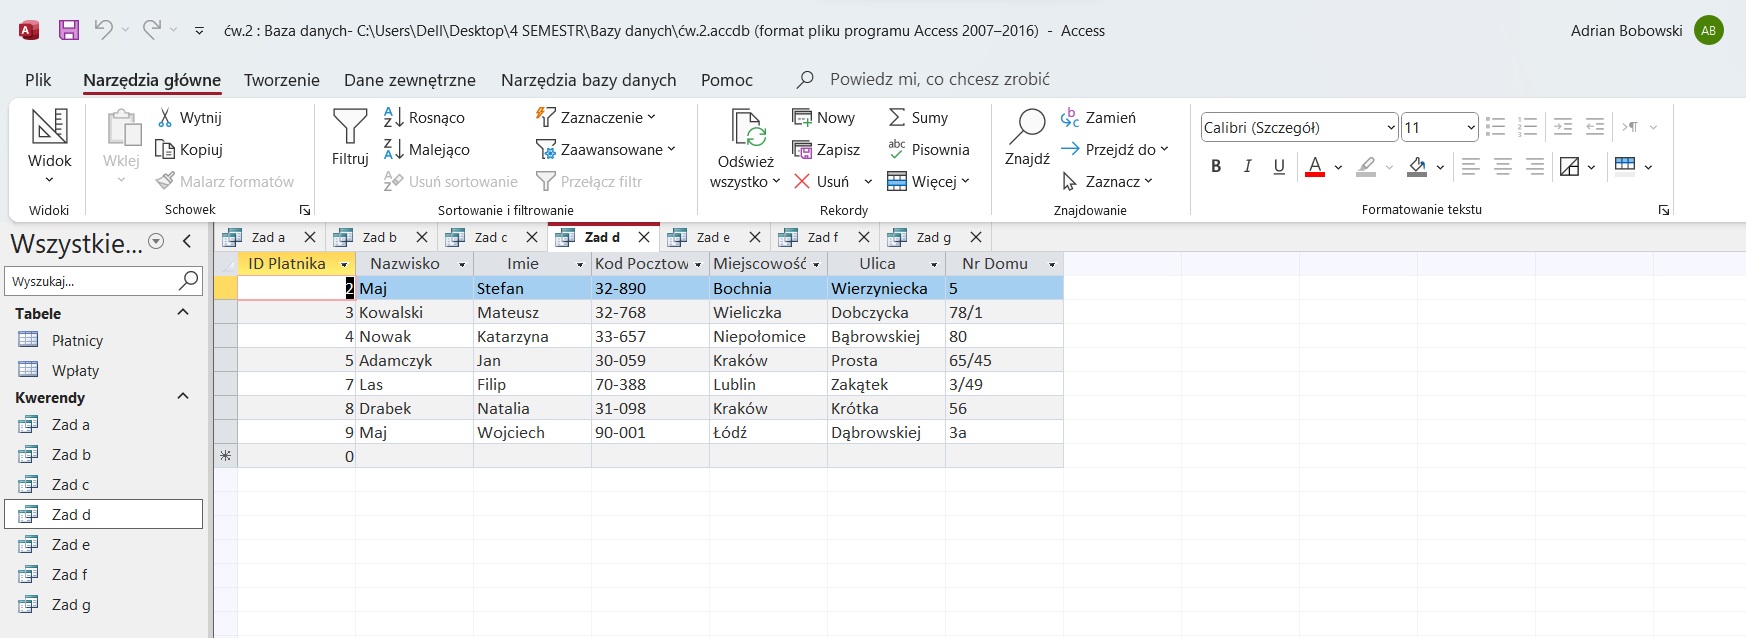 ćw.2 : Baza danych- C:\Users\Dell\Desktop\4 SEMESTR\Bazy danych\ćw.2.accdb (format pliku programu Access 2007–2016) - Access
Adrian Bobowski AB
Plik Narzędzia główne Tworzenie Dane zewnętrzne Narzędzia bazy danych Pomoc Powiedz mi, co chcesz zrobić
Widok
Widoki
Wklej
Wytnij
Kopiuj
Malarz formatów
Schowek
Filtruj
Rosnąco
Malejąco
Usuń sortowanie
Zaznaczenie
Zaawansowane
Przełącz filtr
Sortowanie i filtrowanie
Odśwież
wszystko
Nowy
Zapisz
Usuń
Sumy
Pisownia
Więcej
Rekordy
Znajdź
Zamień
Przejdź do
Zaznacz
Znajdowanie
Calibri (Szczegół) 11
B I U A
Formatowanie tekstu
Wszystkie...
Wyszukaj...
Tabele
Płatnicy
Wpłaty
Kwerendy
Zad a
Zad b
Zad c
Zad d
Zad e
Zad f
Zad g
Zad a Zad b Zad c Zad d Zad e Zad f Zad g
ID Platnika Nazwisko Imie Kod Pocztow Miejscowość Ulica Nr Domu
2 Maj Stefan 32-890 Bochnia Wierzyniecka 5
3 Kowalski Mateusz 32-768 Wieliczka Dobczycka 78/1
4 Nowak Katarzyna 33-657 Niepołomice Bąbrowskiej 80
5 Adamczyk Jan 30-059 Kraków Prosta 65/45
7 Las Filip 70-388 Lublin Zakątek 3/49
8 Drabek Natalia 31-098 Kraków Krótka 56
9 Maj Wojciech 90-001 Łódź Dąbrowskiej 3a
0